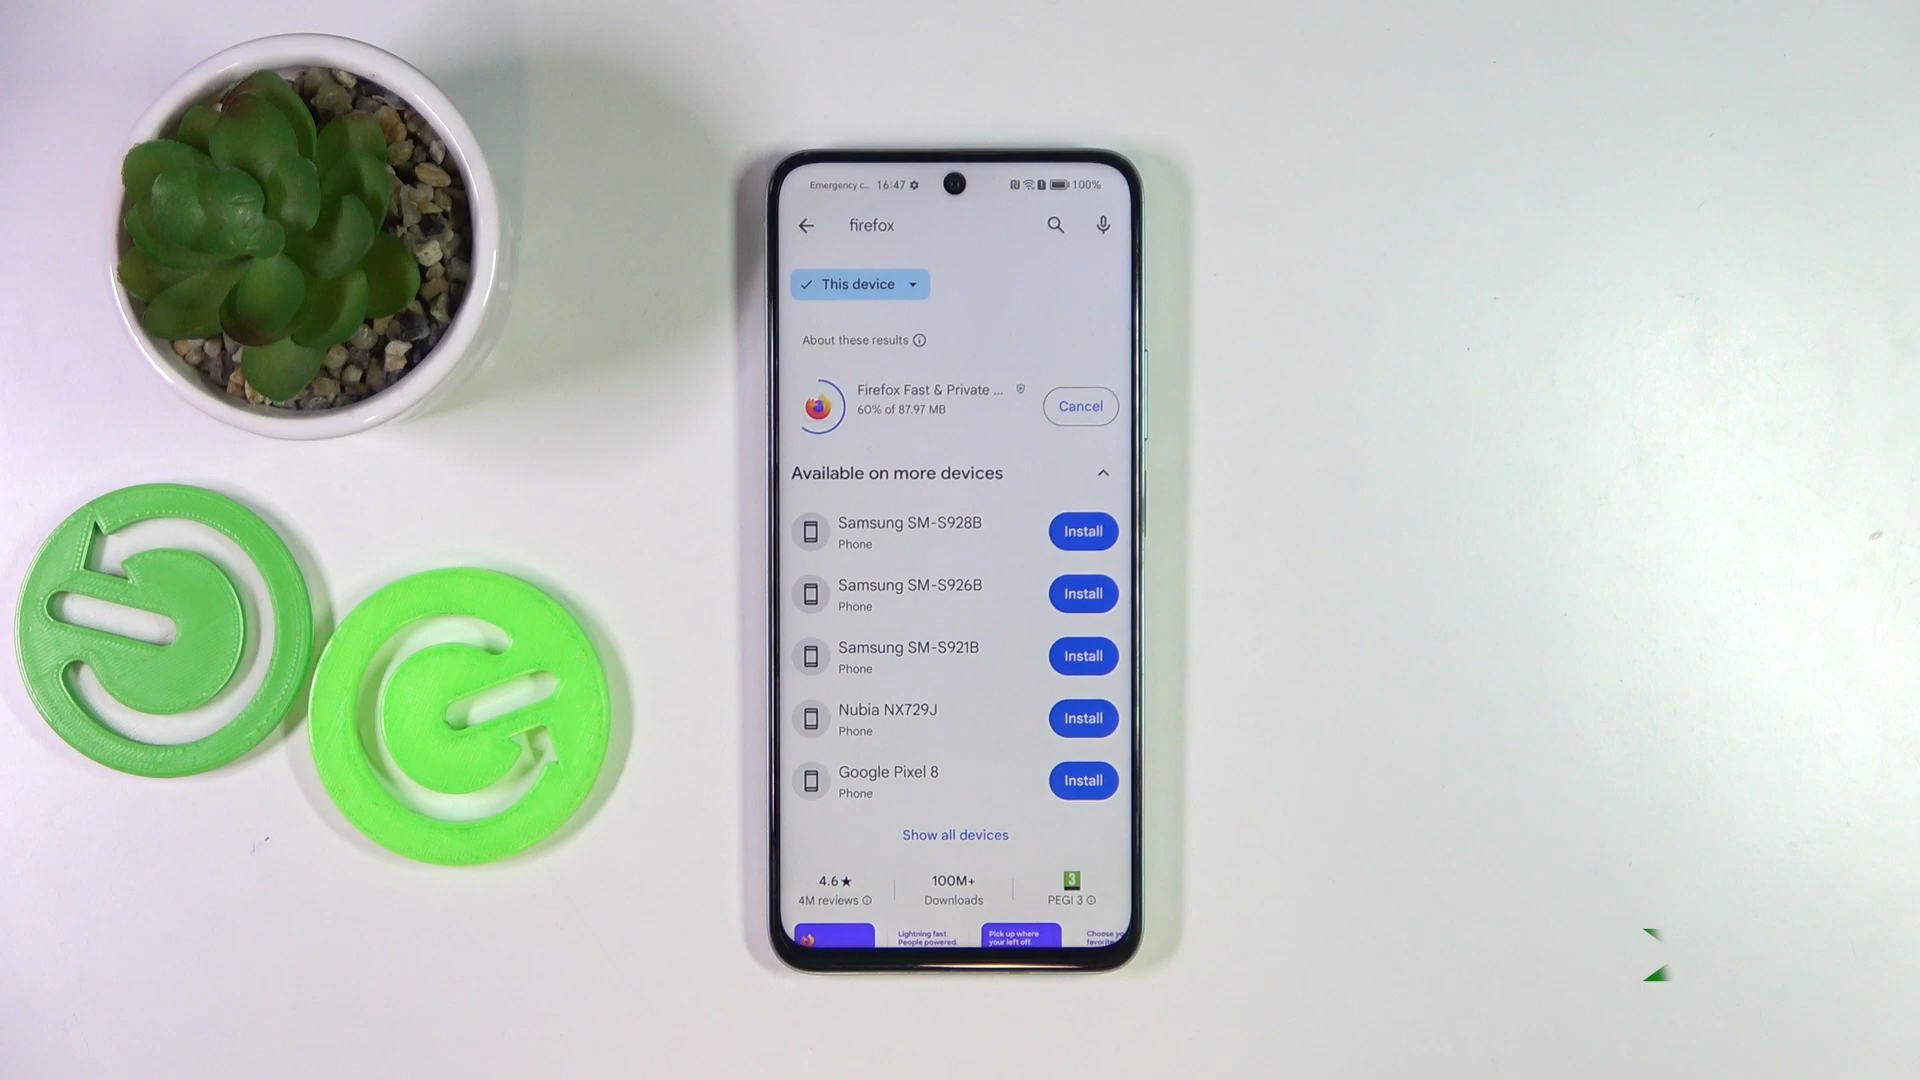 Emergency c... 16:47 100%
firefox
This device
About these results
Firefox Fast & Private ...
60% of 87.97 MB
Cancel
Available on more devices
Samsung SM-S928B
Phone
Install
Samsung SM-S926B
Phone
Install
Samsung SM-S921B
Phone
Install
Nubia NX729J
Phone
Install
Google Pixel 8
Phone
Install
Show all devices
4.6★
4M reviews
100M+
Downloads
3
PEGI 3
Lightning fast.
People powered.
Pick up where
your left off.
Choose
favorite